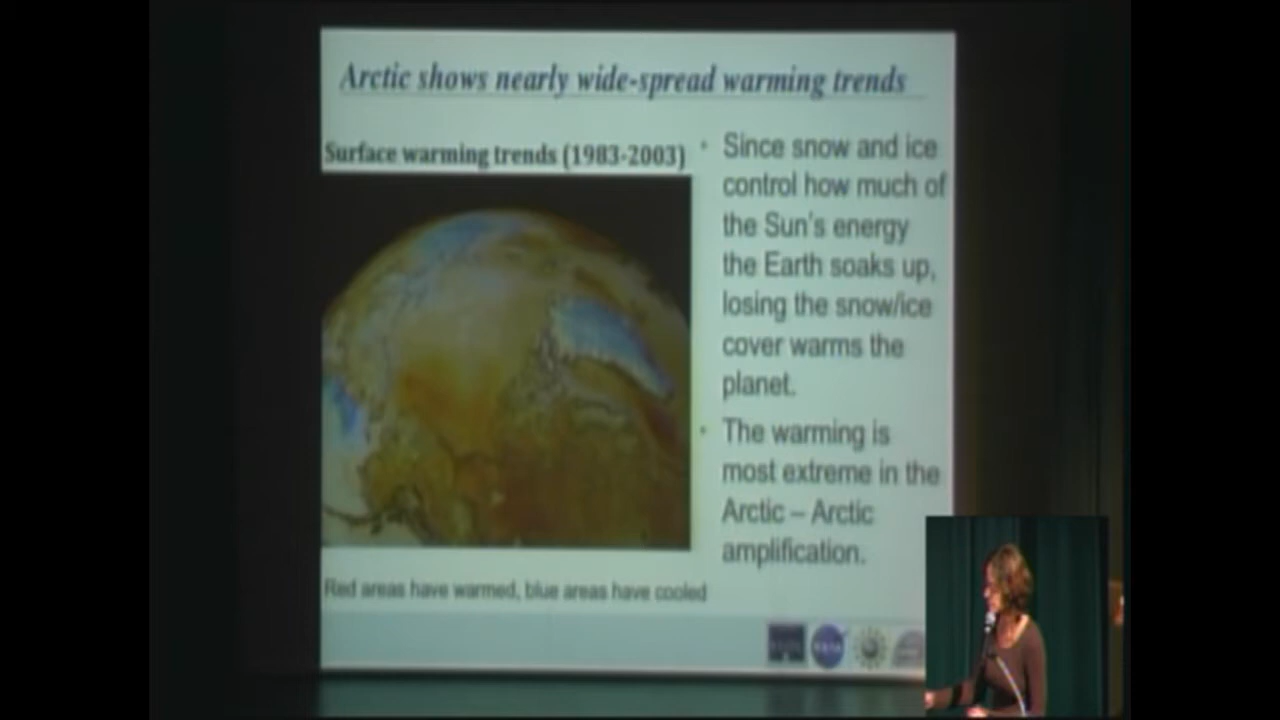 Arctic shows nearly wide-spread warming trends
Surface warming trends (1983-2003)
• Since snow and ice
control how much of
the Sun's energy
the Earth soaks up,
losing the snow/ice
cover warms the
planet.
• The warming is
most extreme in the
Arctic – Arctic
amplification.
Red areas have warmed, blue areas have cooled
NASA